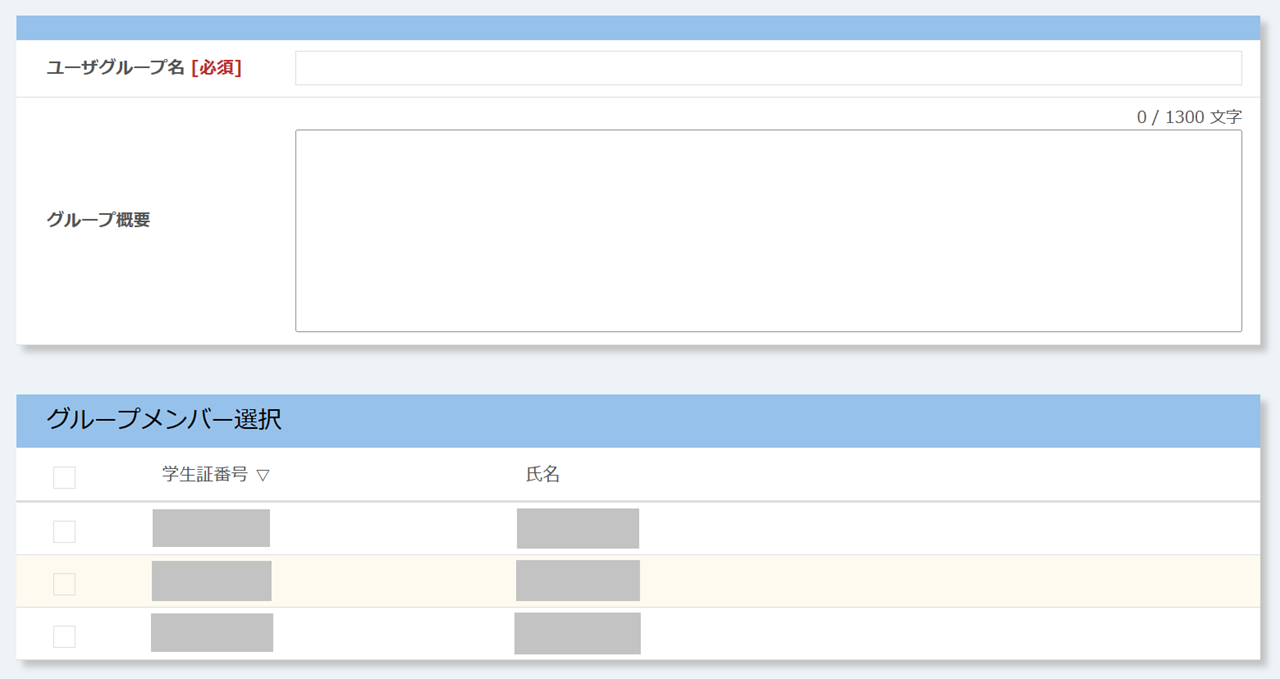 ユーザグループ名 [必須]
0 / 1300 文字
グループ概要
グループメンバー選択
学生証番号 ▽ 氏名